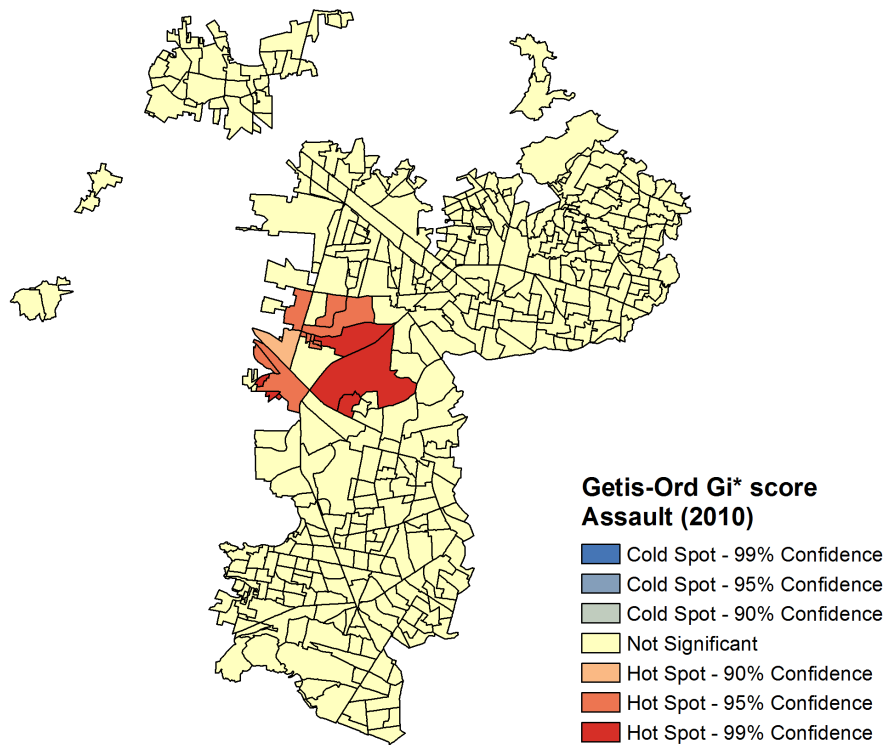 Getis-Ord Gi* score
Assault (2010)
Cold Spot - 99% Confidence
Cold Spot - 95% Confidence
Cold Spot - 90% Confidence
Not Significant
Hot Spot - 90% Confidence
Hot Spot - 95% Confidence
Hot Spot - 99% Confidence